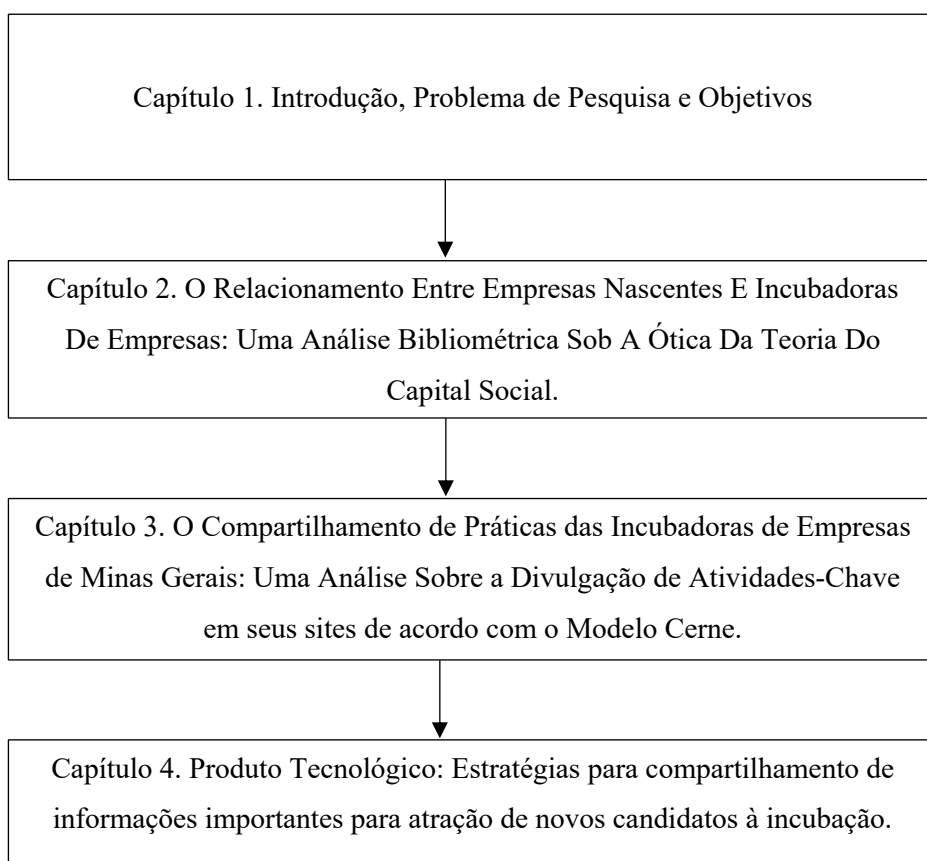 Capítulo 1. Introdução, Problema de Pesquisa e Objetivos
Capítulo 2. O Relacionamento Entre Empresas Nascentes E Incubadoras
De Empresas: Uma Análise Bibliométrica Sob A Ótica Da Teoria Do
Capital Social.
Capítulo 3. O Compartilhamento de Práticas das Incubadoras de Empresas
de Minas Gerais: Uma Análise Sobre a Divulgação de Atividades-Chave
em seus sites de acordo com o Modelo Cerne.
Capítulo 4. Produto Tecnológico: Estratégias para compartilhamento de
informações importantes para atração de novos candidatos à incubação.